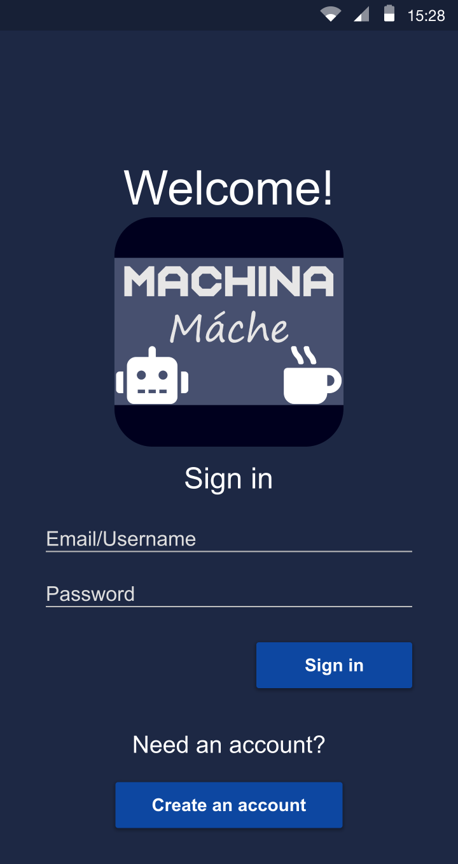 15:28
Welcome!
MACHINA
Máche
Sign in
Email/Username
Password
Sign in
Need an account?
Create an account